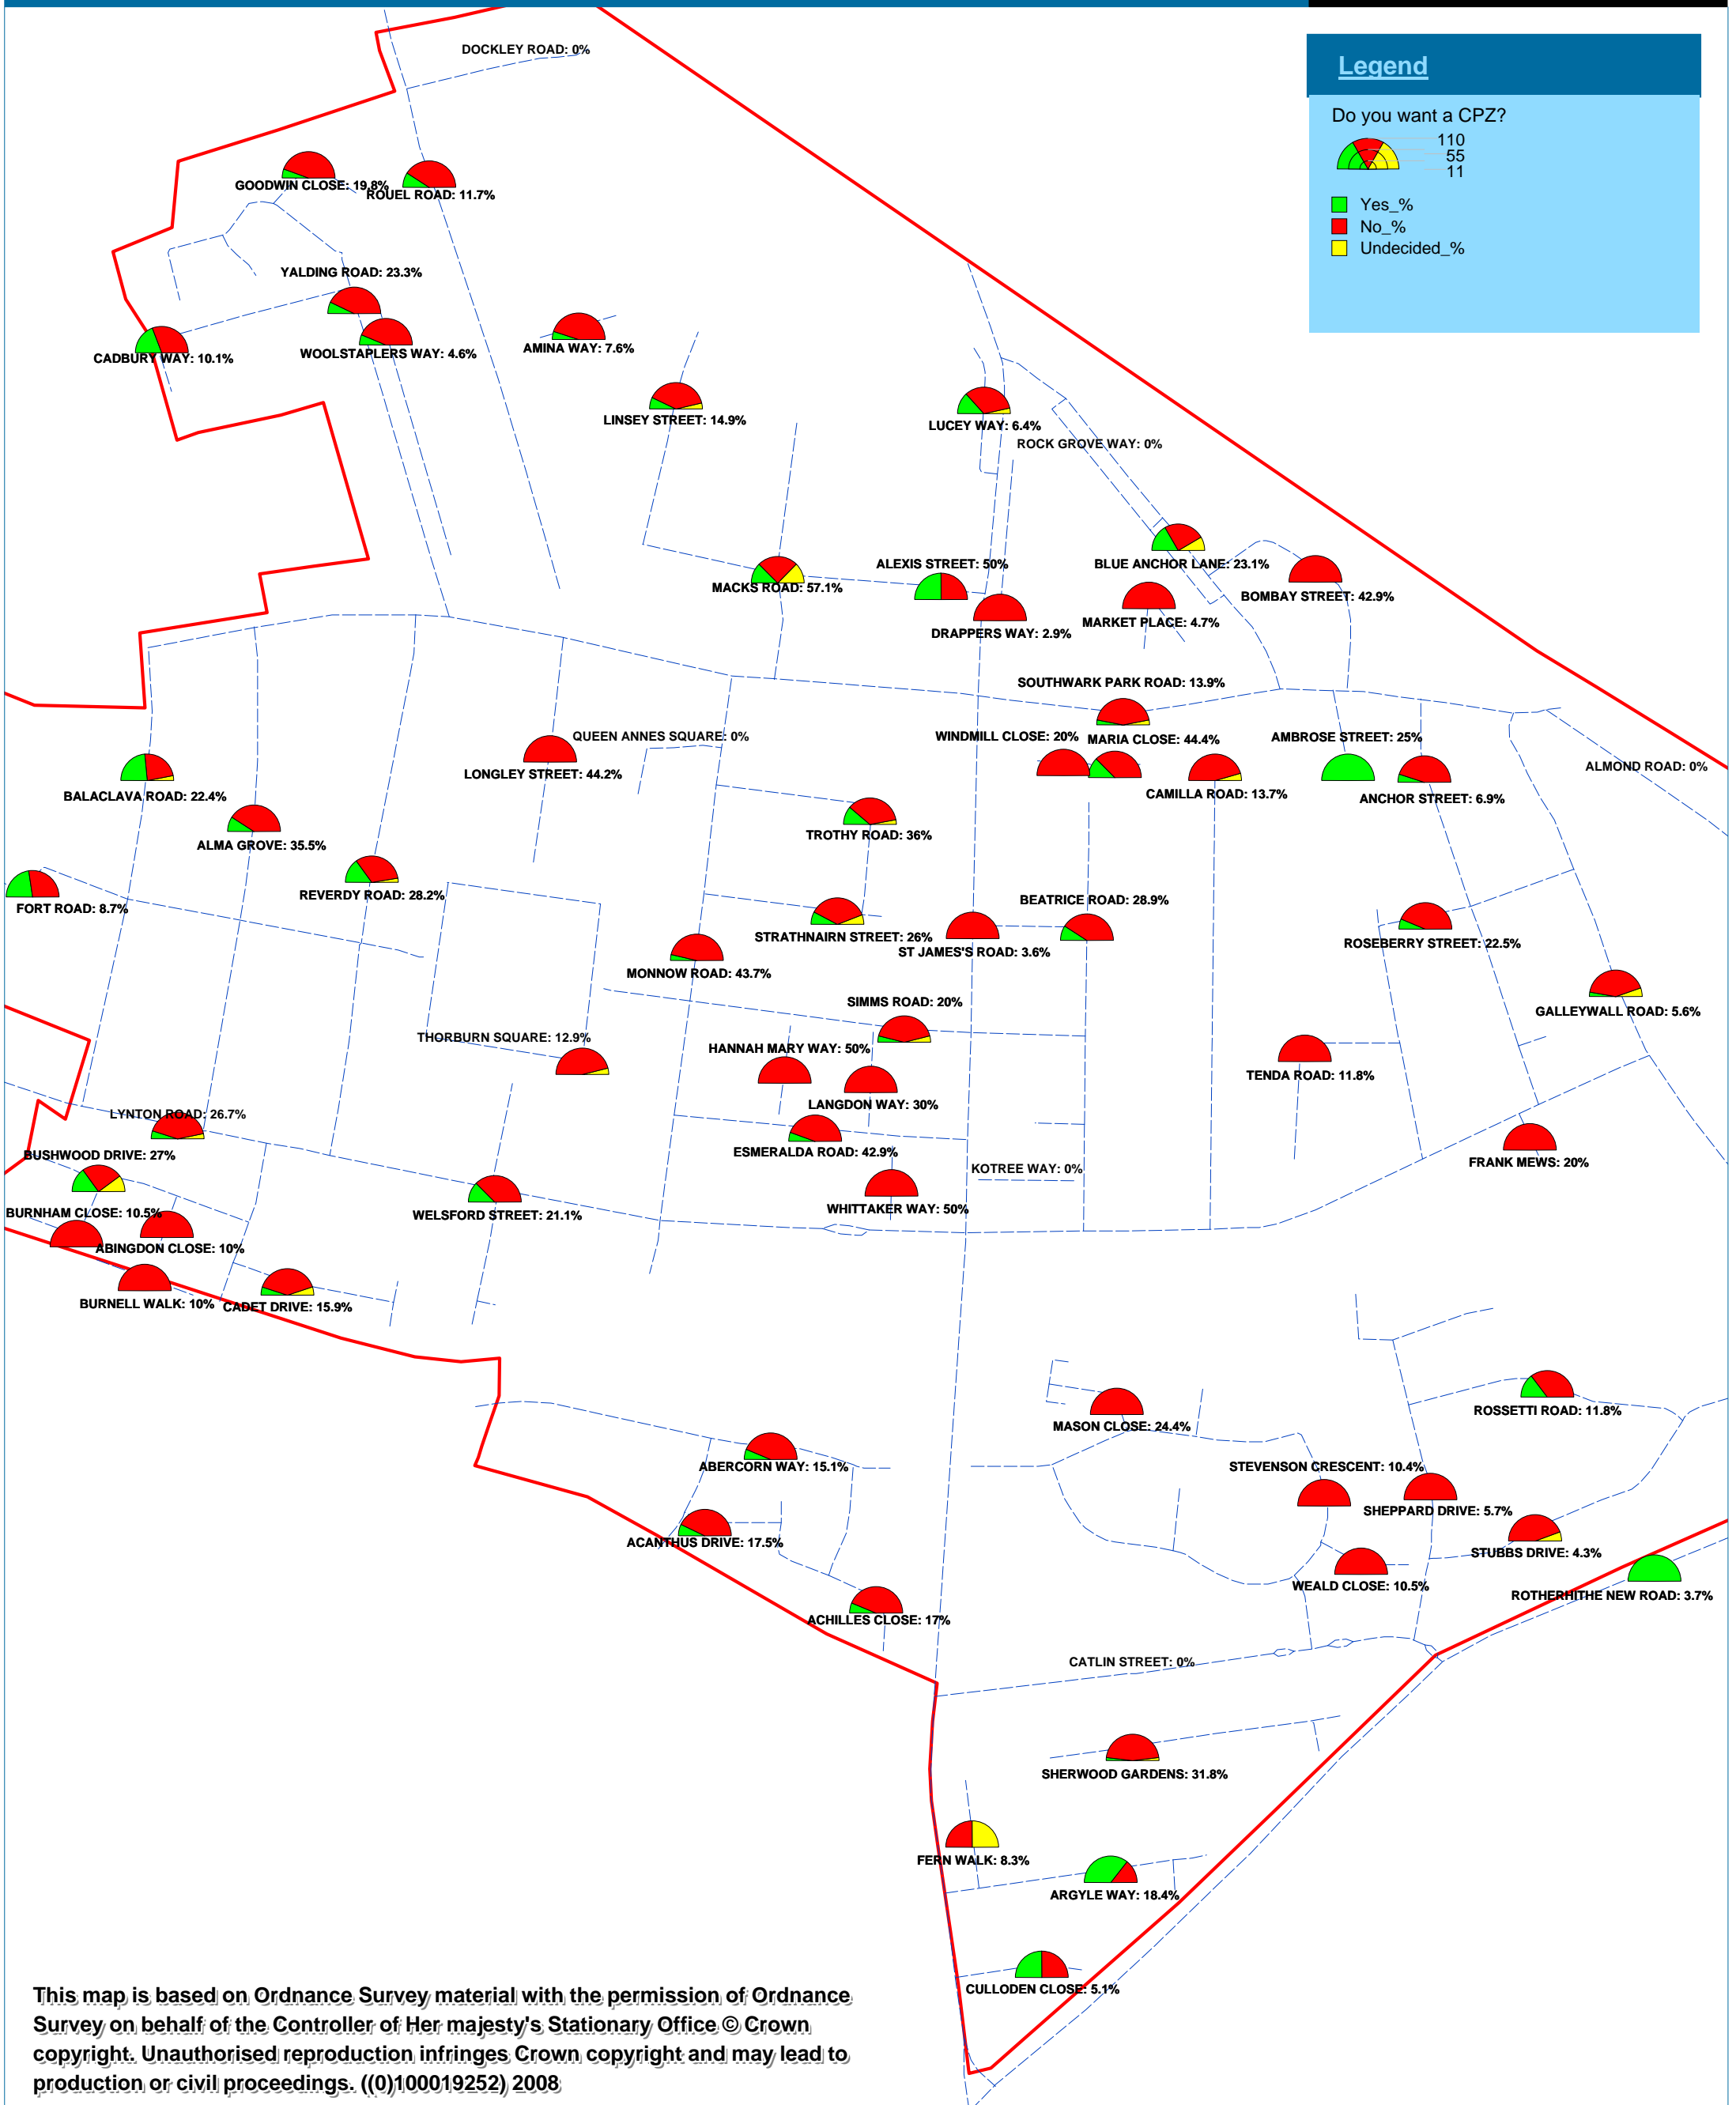 DOCKLEY ROAD: 0%
Legend
Do you want a CPZ?
110
55
11
Yes_%
No_%
Undecided_%
GOODWIN CLOSE: 19.8%
ROUEL ROAD: 11.7%
YALDING ROAD: 23.3%
CADBURY WAY: 10.1%
WOOLSTAPLERS WAY: 4.6%
AMINA WAY: 7.6%
LINSEY STREET: 14.9%
LUCEY WAY: 6.4%
ROCK GROVE WAY: 0%
MACKS ROAD: 57.1%
ALEXIS STREET: 50%
BLUE ANCHOR LANE: 23.1%
BOMBAY STREET: 42.9%
DRAPPERS WAY: 2.9%
MARKET PLACE: 4.7%
SOUTHWARK PARK ROAD: 13.9%
QUEEN ANNES SQUARE: 0%
WINDMILL CLOSE: 20%
MARIA CLOSE: 44.4%
AMBROSE STREET: 25%
ALMOND ROAD: 0%
LONGLEY STREET: 44.2%
BALACLAVA ROAD: 22.4%
CAMILLA ROAD: 13.7%
ANCHOR STREET: 6.9%
ALMA GROVE: 35.5%
TROTHY ROAD: 36%
REVERDY ROAD: 28.2%
FORT ROAD: 8.7%
BEATRICE ROAD: 28.9%
STRATHNAIRN STREET: 26%
ST JAMES'S ROAD: 3.6%
ROSEBERRY STREET: 22.5%
MONNOW ROAD: 43.7%
SIMMS ROAD: 20%
GALLEYWALL ROAD: 5.6%
THORBURN SQUARE: 12.9%
HANNAH MARY WAY: 50%
TENDA ROAD: 11.8%
LANGDON WAY: 30%
LYNTON ROAD: 26.7%
BUSHWOOD DRIVE: 27%
ESMERALDA ROAD: 42.9%
KOTREE WAY: 0%
FRANK MEWS: 20%
BURNHAM CLOSE: 10.5%
WELSFORD STREET: 21.1%
WHITTAKER WAY: 50%
ABINGDON CLOSE: 10%
BURNELL WALK: 10%
CADET DRIVE: 15.9%
MASON CLOSE: 24.4%
ROSSETTI ROAD: 11.8%
ABERCORN WAY: 15.1%
STEVENSON CRESCENT: 10.4%
SHEPPARD DRIVE: 5.7%
ACANTHUS DRIVE: 17.5%
STUBBS DRIVE: 4.3%
WEALD CLOSE: 10.5%
ROTHERHITHE NEW ROAD: 3.7%
ACHILLES CLOSE: 17%
CATLIN STREET: 0%
SHERWOOD GARDENS: 31.8%
FERN WALK: 8.3%
ARGYLE WAY: 18.4%
CULLODEN CLOSE: 5.1%
This map is based on Ordnance Survey material with the permission of Ordnance
Survey on behalf of the Controller of Her majesty's Stationary Office © Crown
copyright. Unauthorised reproduction infringes Crown copyright and may lead to
production or civil proceedings. ((0)100019252) 2008